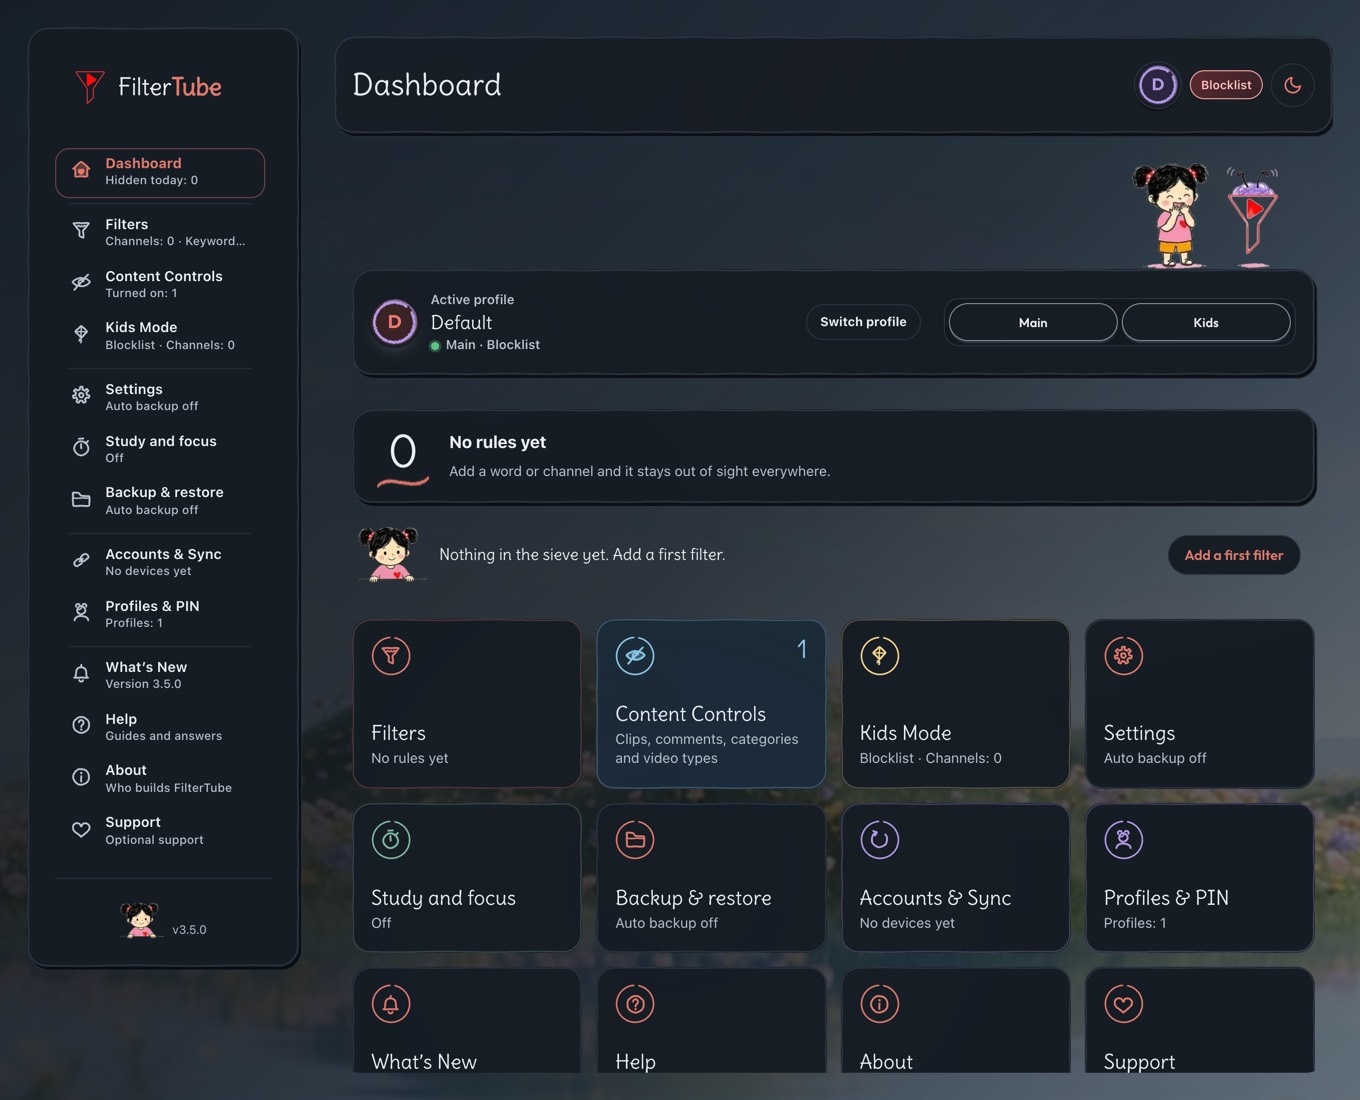 FilterTube
Dashboard
Hidden today: 0
Filters
Channels: 0 · Keyword...
Content Controls
Turned on: 1
Kids Mode
Blocklist · Channels: 0
Settings
Auto backup off
Study and focus
Off
Backup & restore
Auto backup off
Accounts & Sync
No devices yet
Profiles & PIN
Profiles: 1
What's New
Version 3.5.0
Help
Guides and answers
About
Who builds FilterTube
Support
Optional support
v3.5.0
Dashboard
D
Blocklist
D
Active profile
Default
Main · Blocklist
Switch profile
Main
Kids
0
No rules yet
Add a word or channel and it stays out of sight everywhere.
Nothing in the sieve yet. Add a first filter.
Add a first filter
Filters
No rules yet
1
Content Controls
Clips, comments, categories
and video types
Kids Mode
Blocklist · Channels: 0
Settings
Auto backup off
Study and focus
Off
Backup & restore
Auto backup off
Accounts & Sync
No devices yet
Profiles & PIN
Profiles: 1
What's New
Help
About
Support